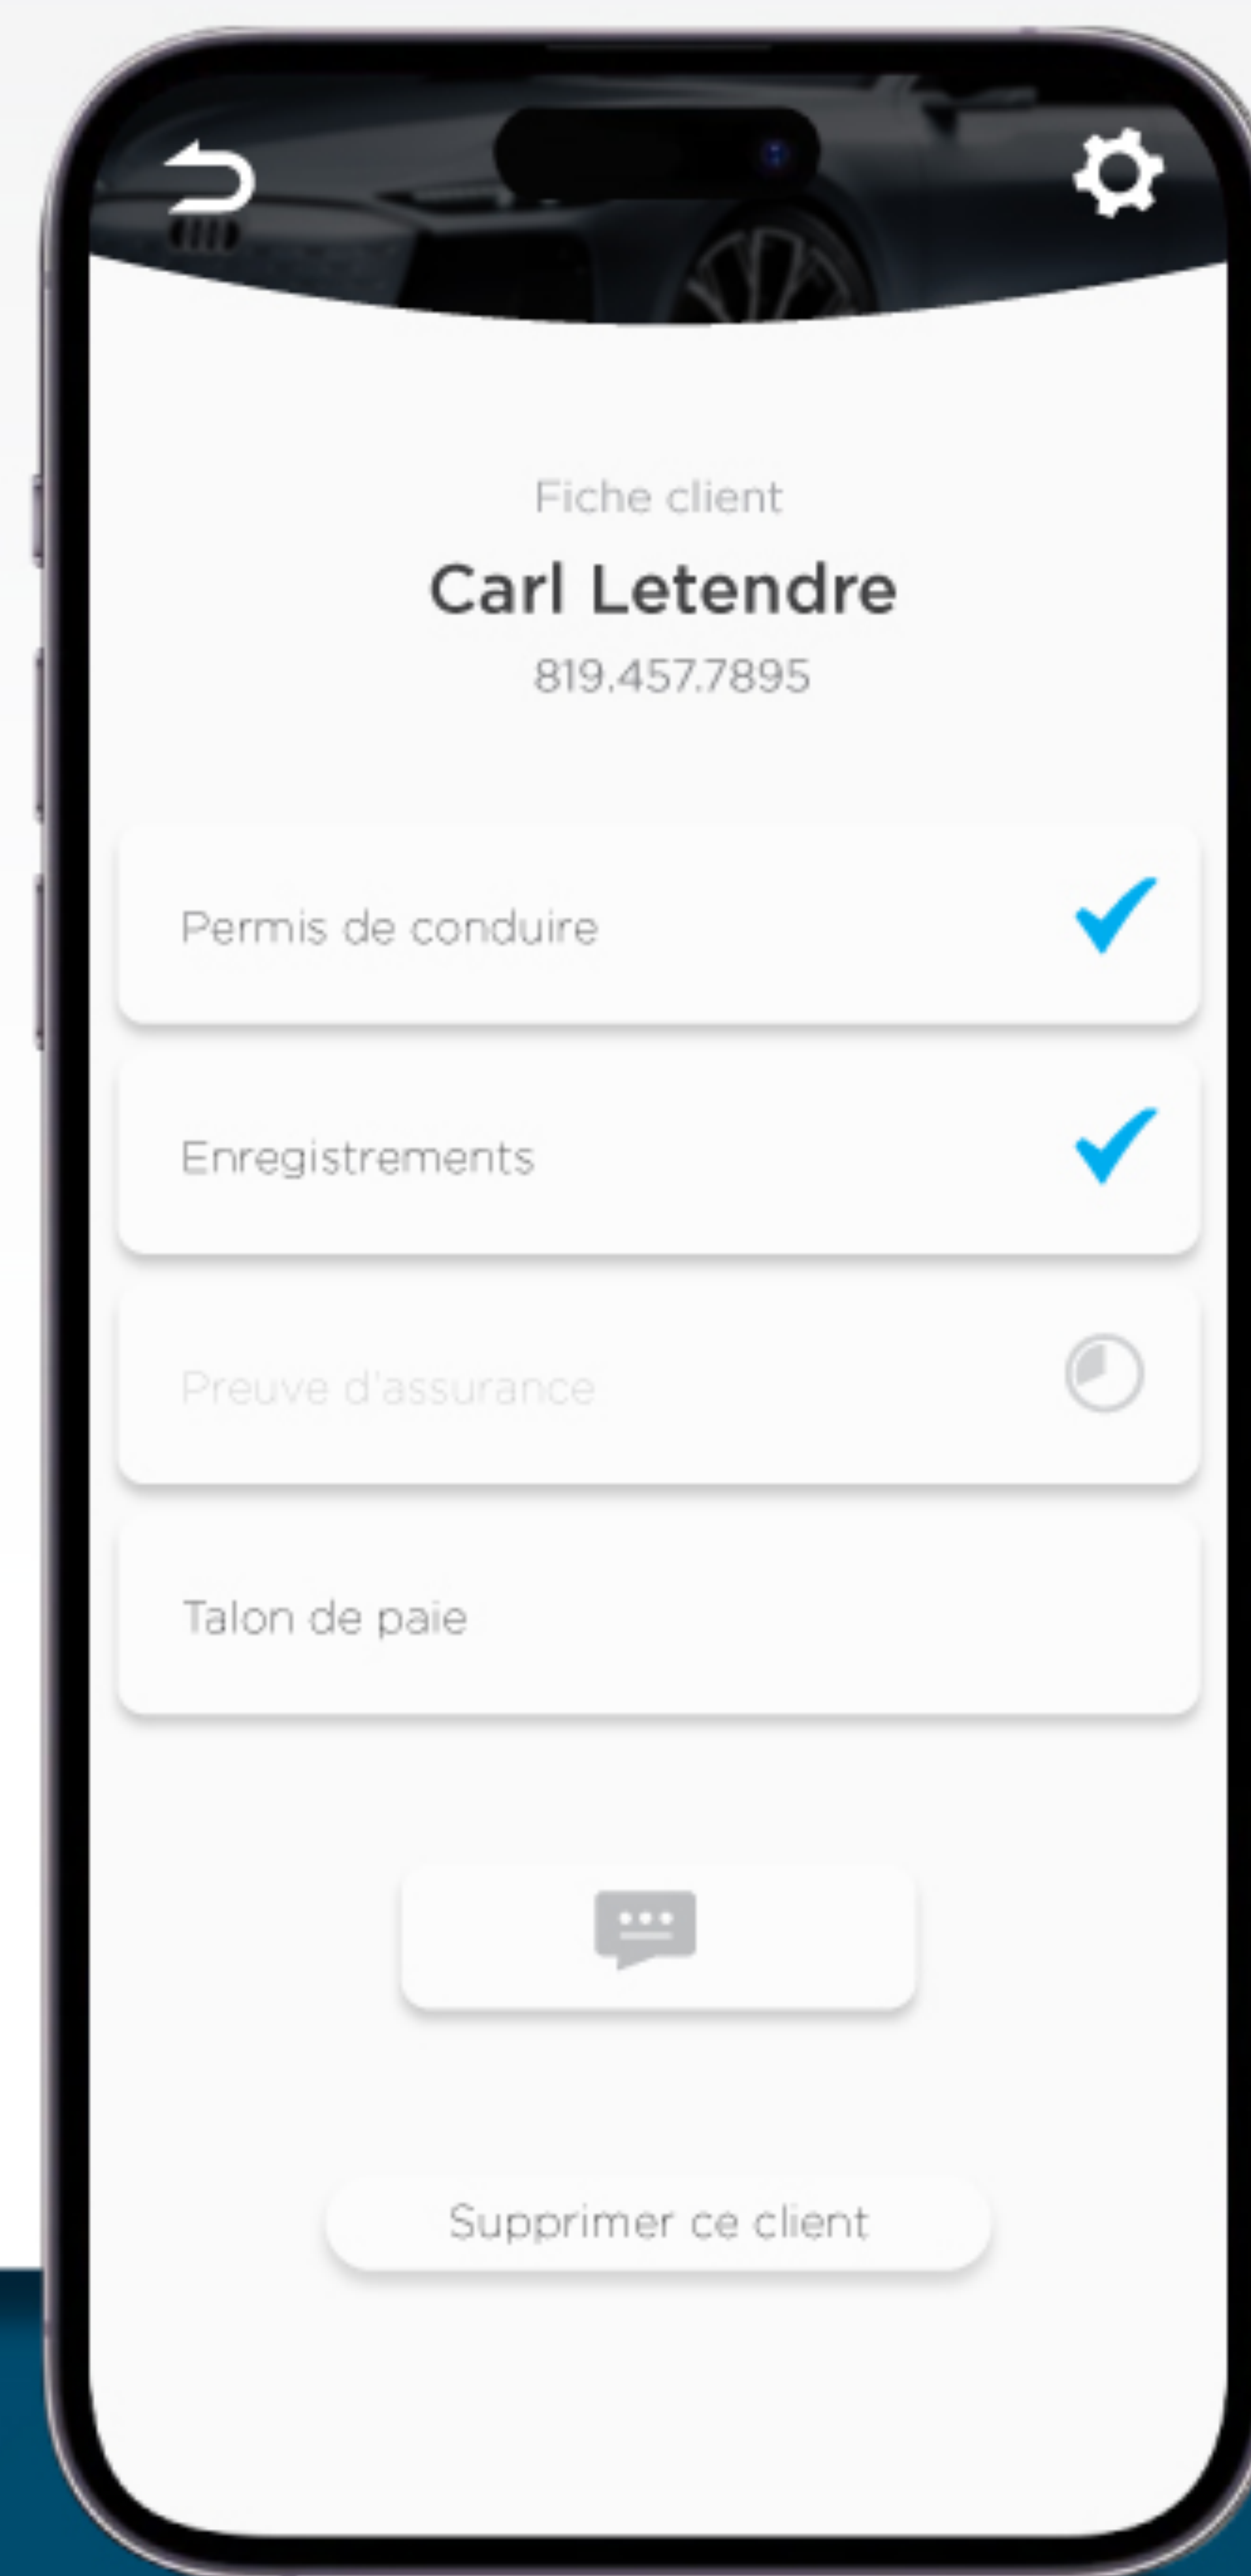 Fiche client
Carl Letendre
819.457.7895
Permis de conduire
Enregistrements
Preuve d'assurance
Talon de paie
Supprimer ce client